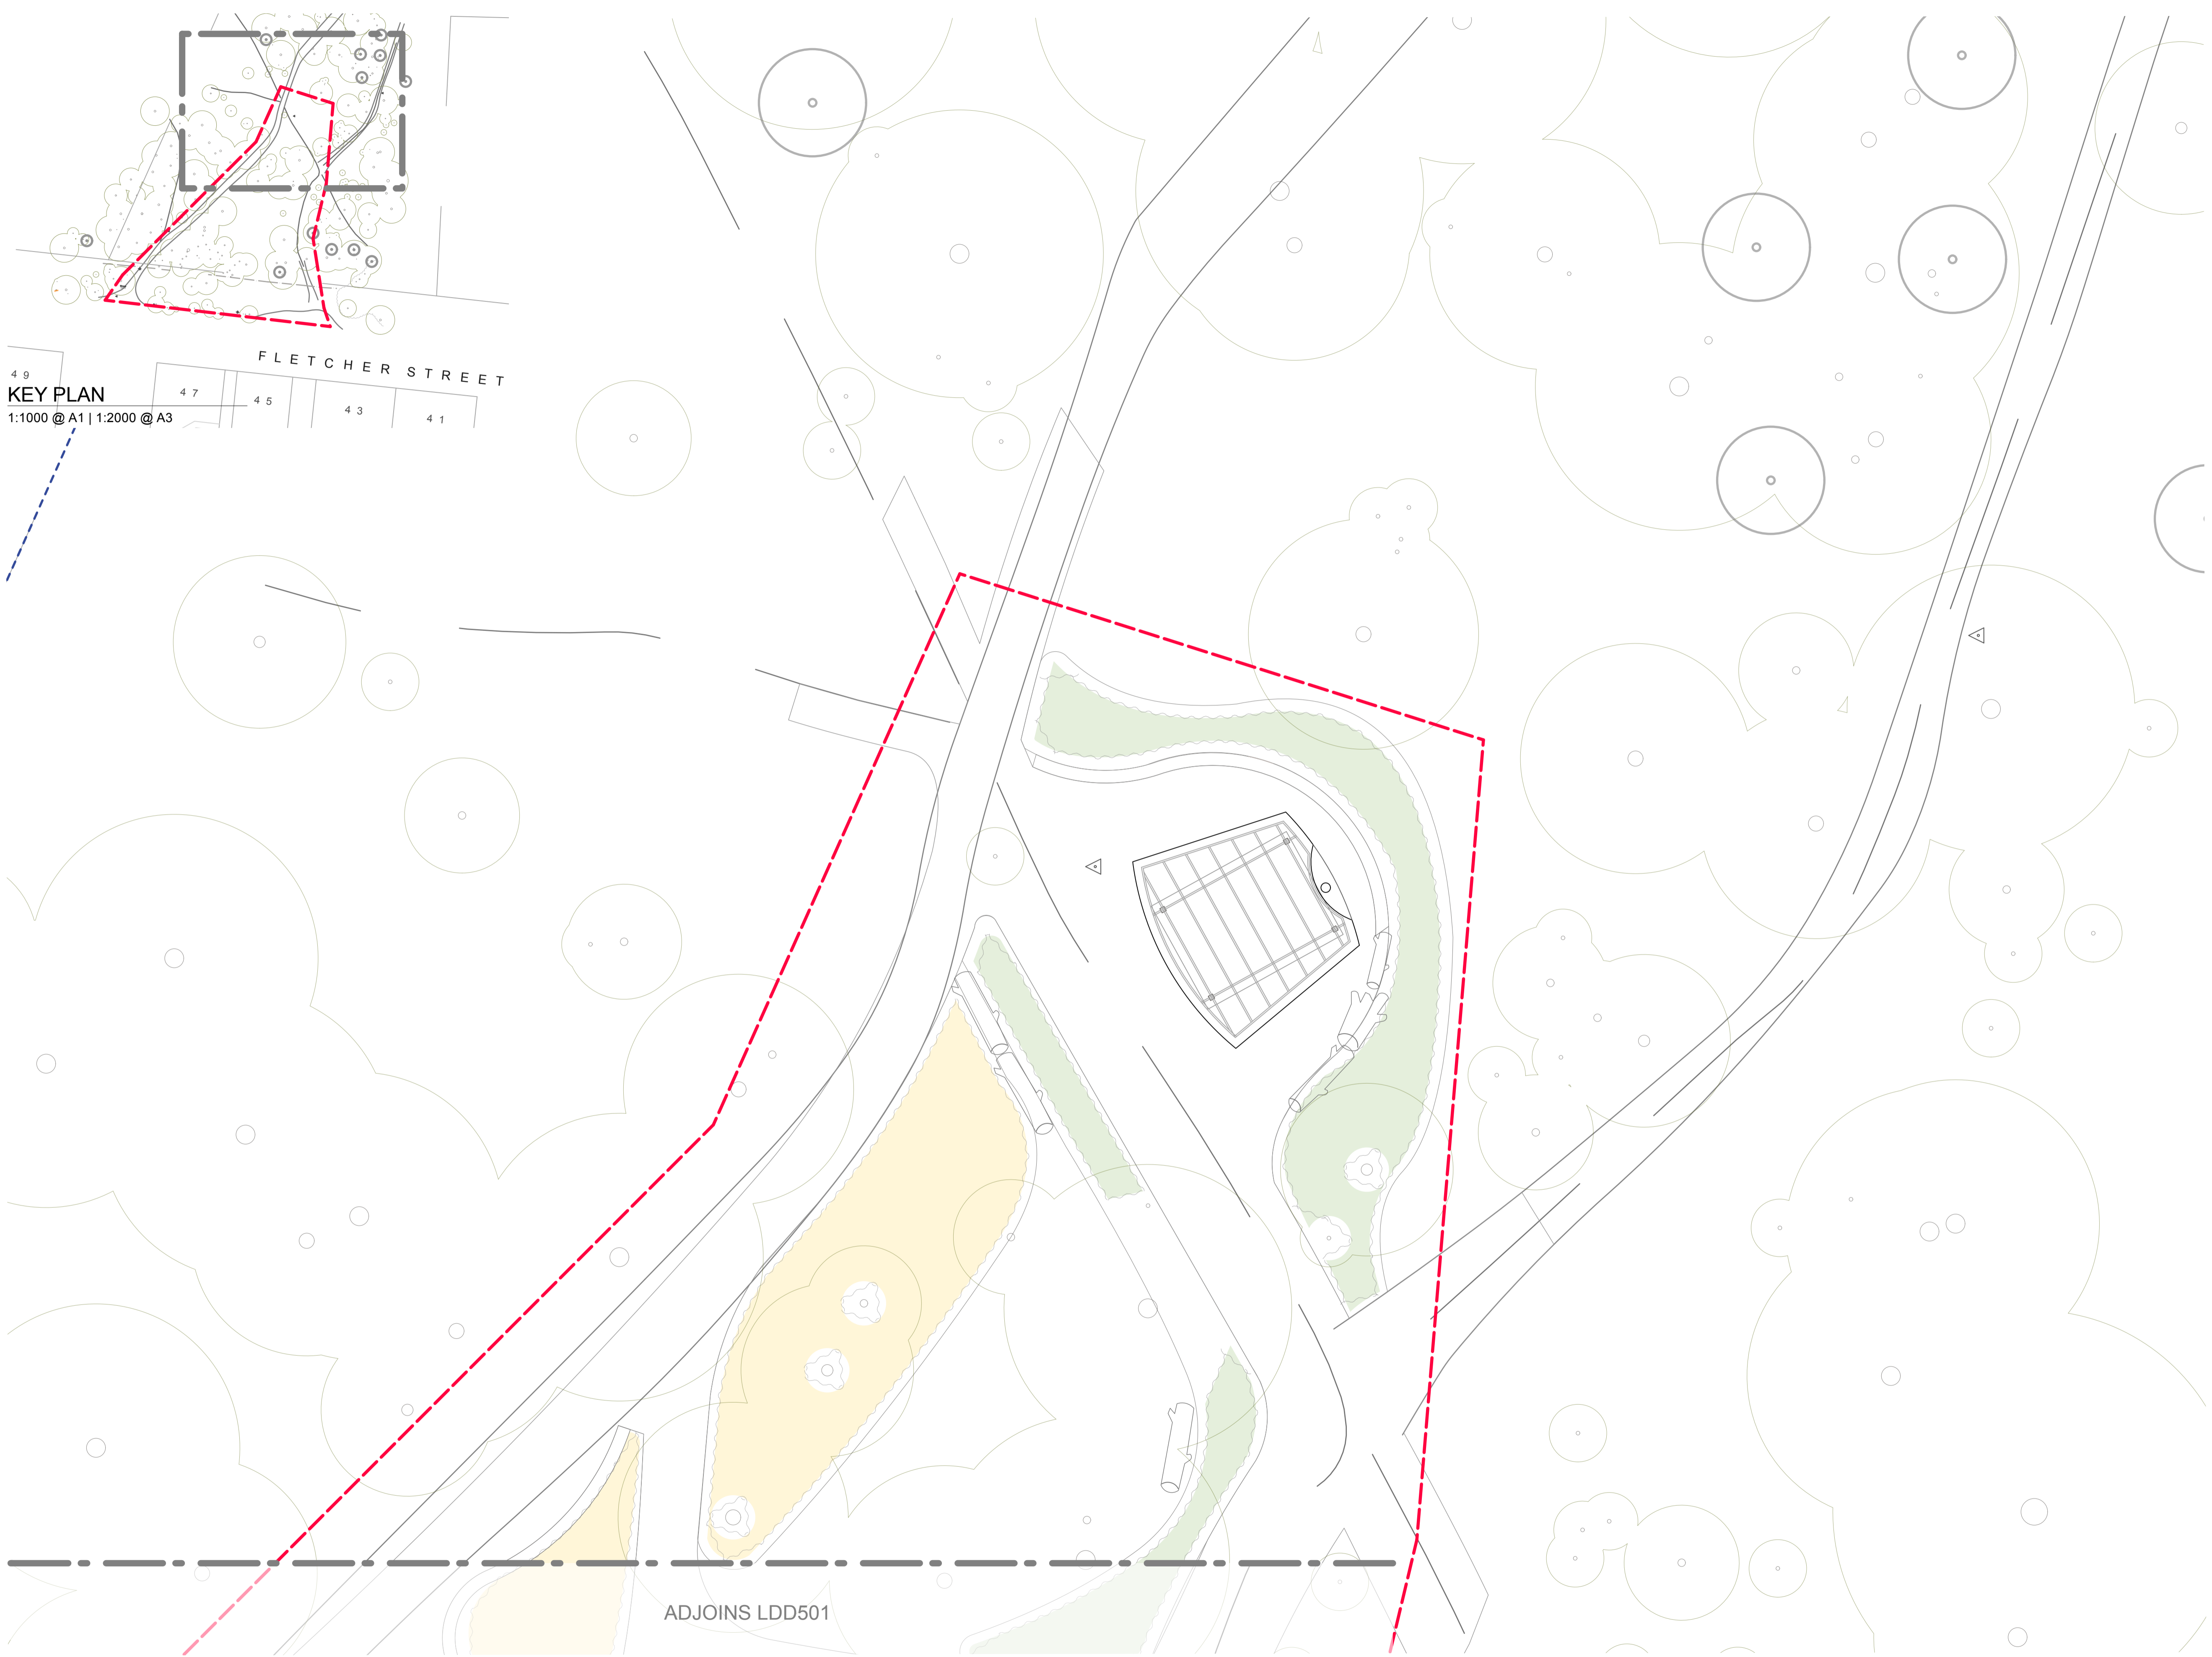 FLETCHER STREET
49
KEY PLAN
47
45
43
41
1:1000 @ A1 | 1:2000 @ A3
ADJOINS LDD501